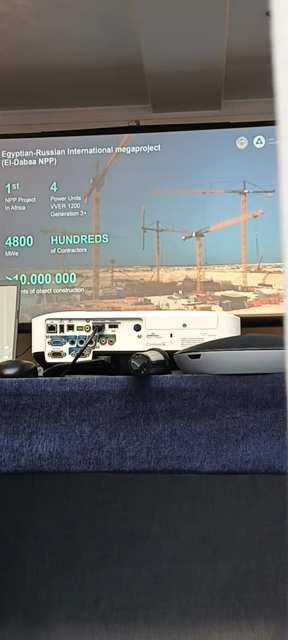 Egyptian-Russian International megaproject
(El-Dabaa NPP)
1st
NPP Project
In Africa
4
Power Units
VVER 1200
Generation 3+
4800
MWe
HUNDREDS
of Contractors
10.000.000
of object construction